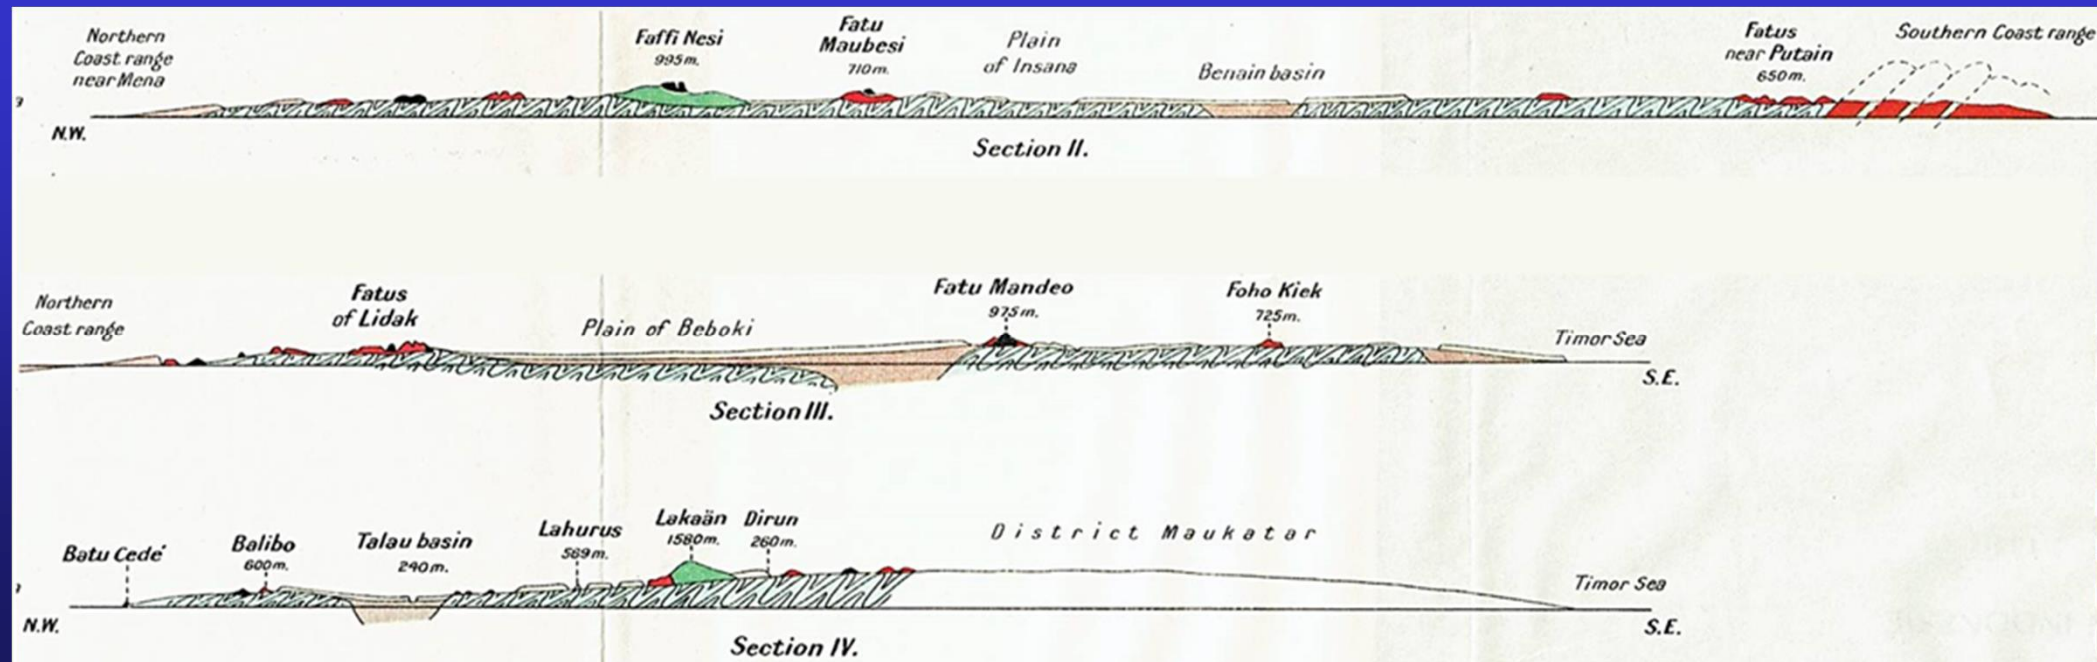 Northern
Coast range
near Mena
Faffi Nesi
995m.
Fatu
Maubesi
710m.
Plain
of Insana
Benain basin
Fatus
near Putain
650m.
Southern Coast range
N.W.
Section II.
Northern
Coast range
Fatus
of Lidak
Plain of Beboki
Fatu Mandeo
975m.
Foho Kiek
725m.
Timor Sea
S.E.
Section III.
Batu Cedé
Balibo
600m.
Talau basin
240m.
Lahurus
589m.
Lakaän
1580m.
Dirun
260m.
District Maukatar
Timor Sea
N.W.
S.E.
Section IV.